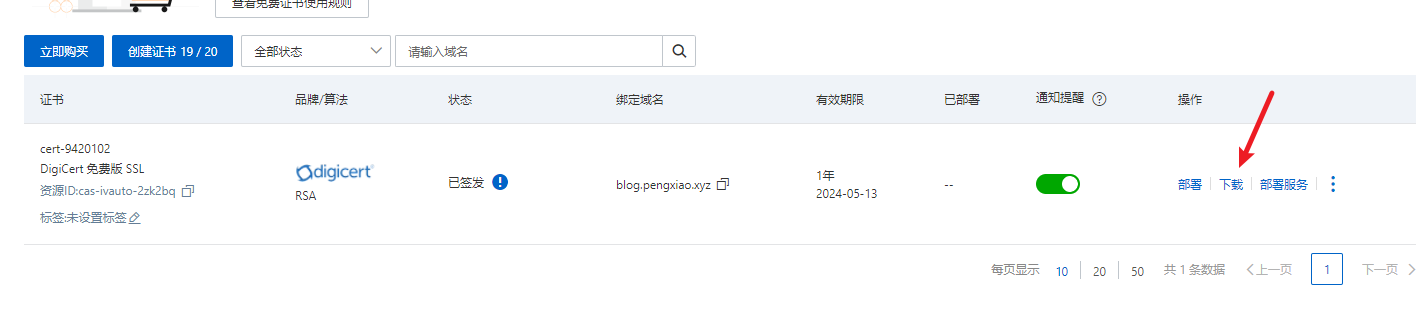 查看免费证书使用规则
立即购买 创建证书 19 / 20 全部状态 请输入域名
证书 品牌/算法 状态 绑定域名 有效期限 已部署 通知提醒 操作
cert-9420102
DigiCert 免费版 SSL
资源ID:cas-ivauto-2zk2bq
标签:未设置标签
digicert
RSA
已签发
blog.pengxiao.xyz
1年
2024-05-13
--
部署 下载 部署服务
每页显示 10 20 50 共 1 条数据 上一页 1 下一页